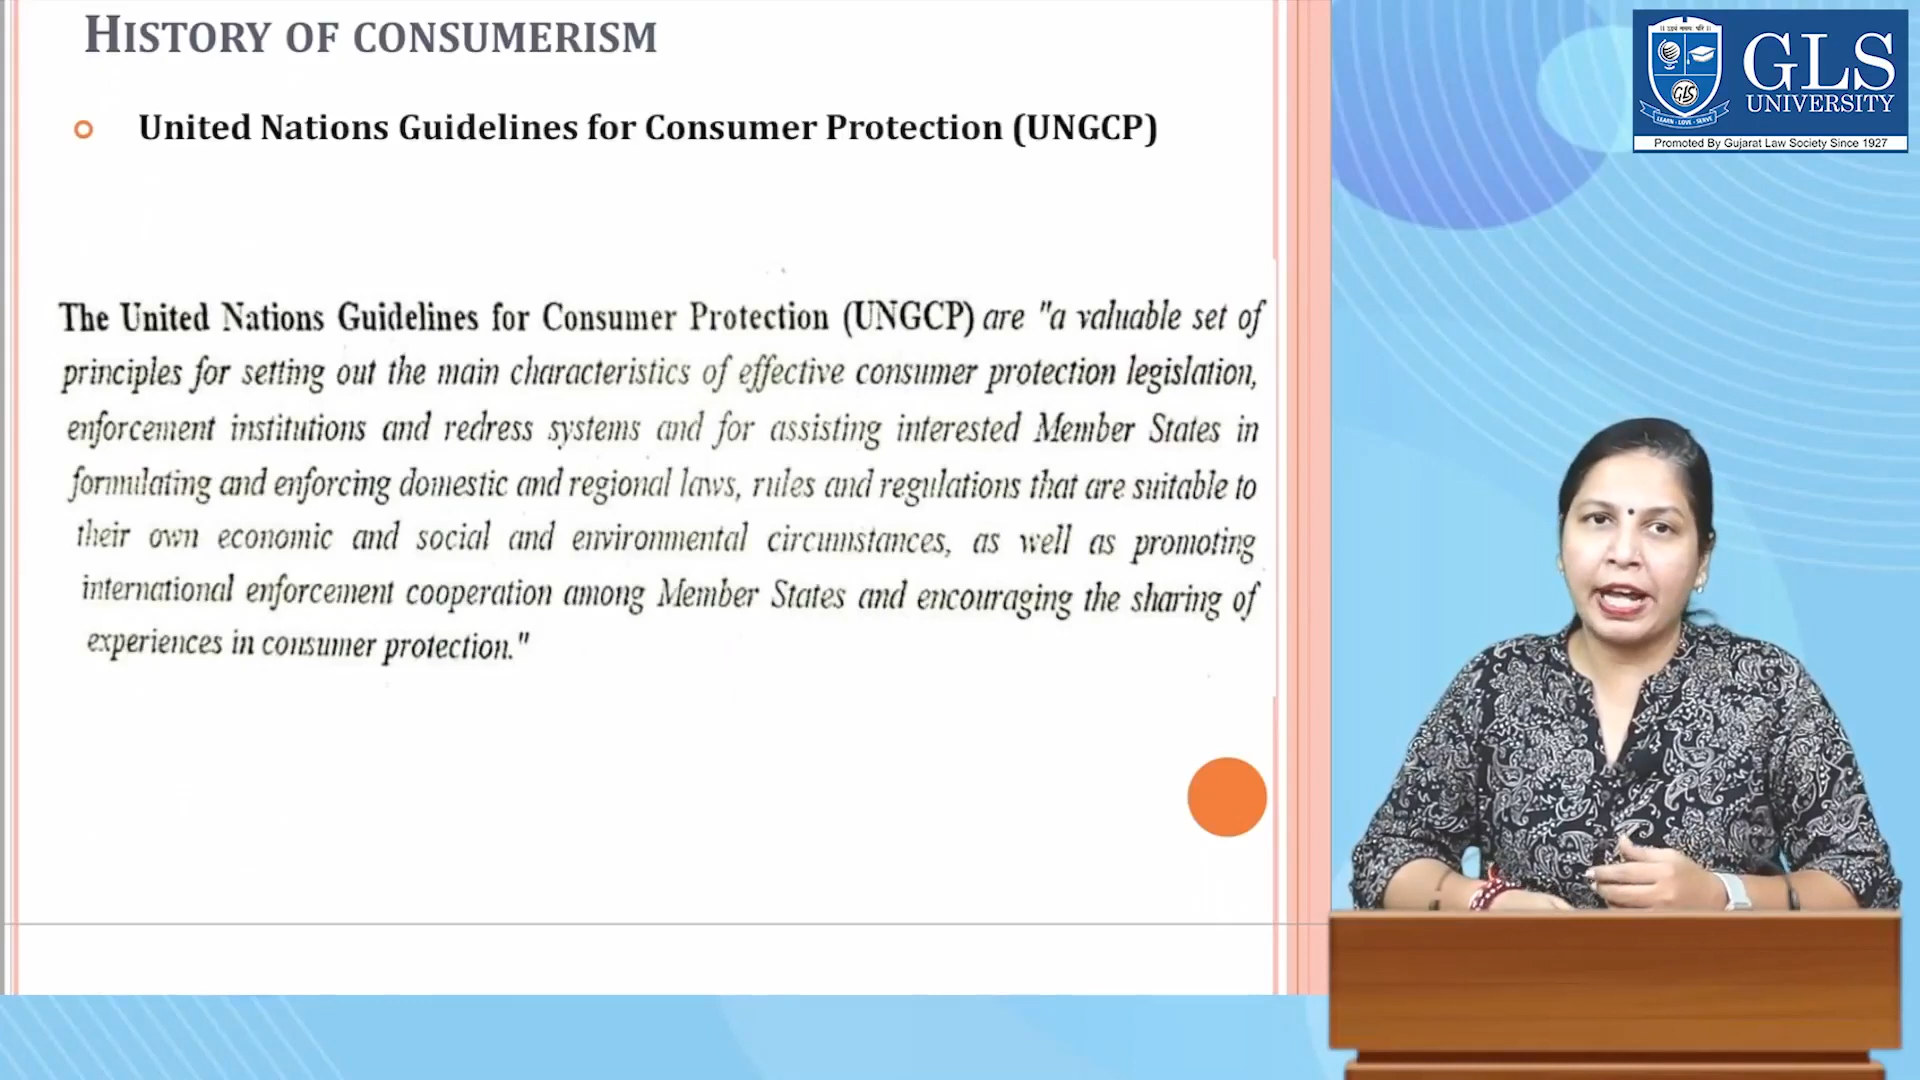 HISTORY OF CONSUMERISM
United Nations Guidelines for Consumer Protection (UNGCP)
The United Nations Guidelines for Consumer Protection (UNGCP) are "a valuable set of
principles for setting out the main characteristics of effective consumer protection legislation,
enforcement institutions and redress systems and for assisting interested Member States in
formulating and enforcing domestic and regional laws, rules and regulations that are suitable to
their own economic and social and environmental circumstances, as well as promoting
international enforcement cooperation among Member States and encouraging the sharing of
experiences in consumer protection."
GLS
UNIVERSITY
GLS
LEARN • LOVE • SERVE
Promoted By Gujarat Law Society Since 1927